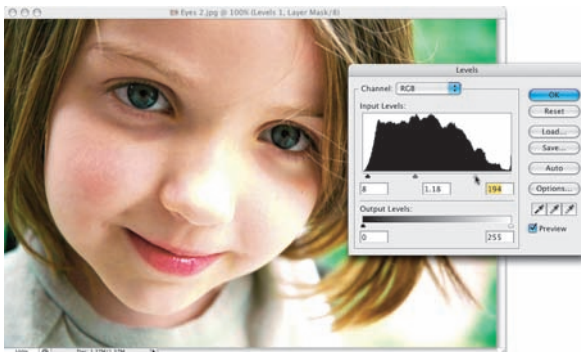 Eyes 2.jpg @ 100% (Levels 1, Layer Mask/8)
Levels
Channel: RGB
OK
Input Levels:
Reset
Load...
Save...
Auto
8 1.18 194
Options...
Output Levels:
Preview
0 255